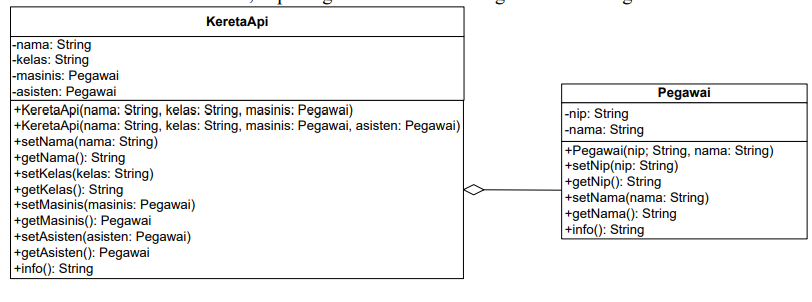 KeretaApi
-nama: String
-kelas: String
-masinis: Pegawai
-asisten: Pegawai
+KeretaApi(nama: String, kelas: String, masinis: Pegawai)
+KeretaApi(nama: String, kelas: String, masinis: Pegawai, asisten: Pegawai)
+setNama(nama: String)
+getNama(): String
+setKelas(kelas: String)
+getKelas(): String
+setMasinis(masinis: Pegawai)
+getMasinis(): Pegawai
+setAsisten(asisten: Pegawai)
+getAsisten(): Pegawai
+info(): String
Pegawai
-nip: String
-nama: String
+Pegawai(nip; String, nama: String)
+setNip(nip: String)
+getNip(): String
+setNama(nama: String)
+getNama(): String
+info(): String